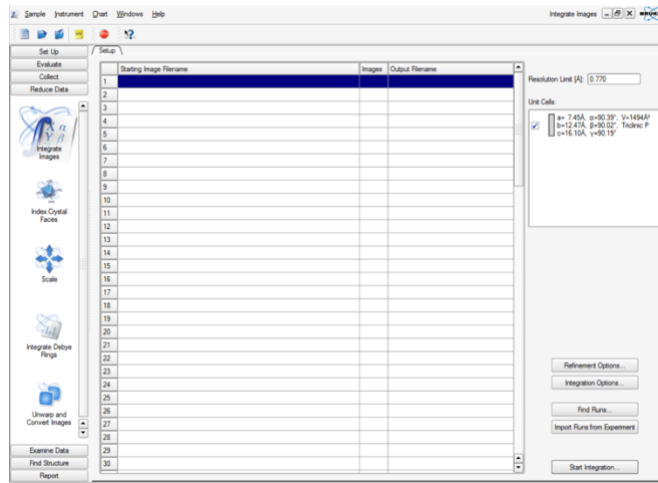 Sample Instrument Chart Windows Help
Integrate Images
BRUK
Set Up
Evaluate
Collect
Reduce Data
Integrate
Images
Index Crystal
Faces
Scale
Integrate Debye
Rings
Unwarp and
Convert Images
Examine Data
Find Structure
Report
Setup
Starting Image Filename Images Output Filename
1
2
3
4
5
6
7
8
9
10
11
12
13
14
15
16
17
18
19
20
21
22
23
24
25
26
27
28
29
30
Resolution Limit [Å]: 0.770
Unit Cells:
a= 7.45Å, α=90.39°, V=1494Å³
b=12.47Å, β=90.02°, Triclinic P
c=16.10Å, γ=90.19°
Refinement Options...
Integration Options...
Find Runs...
Import Runs from Experiment
Start Integration...